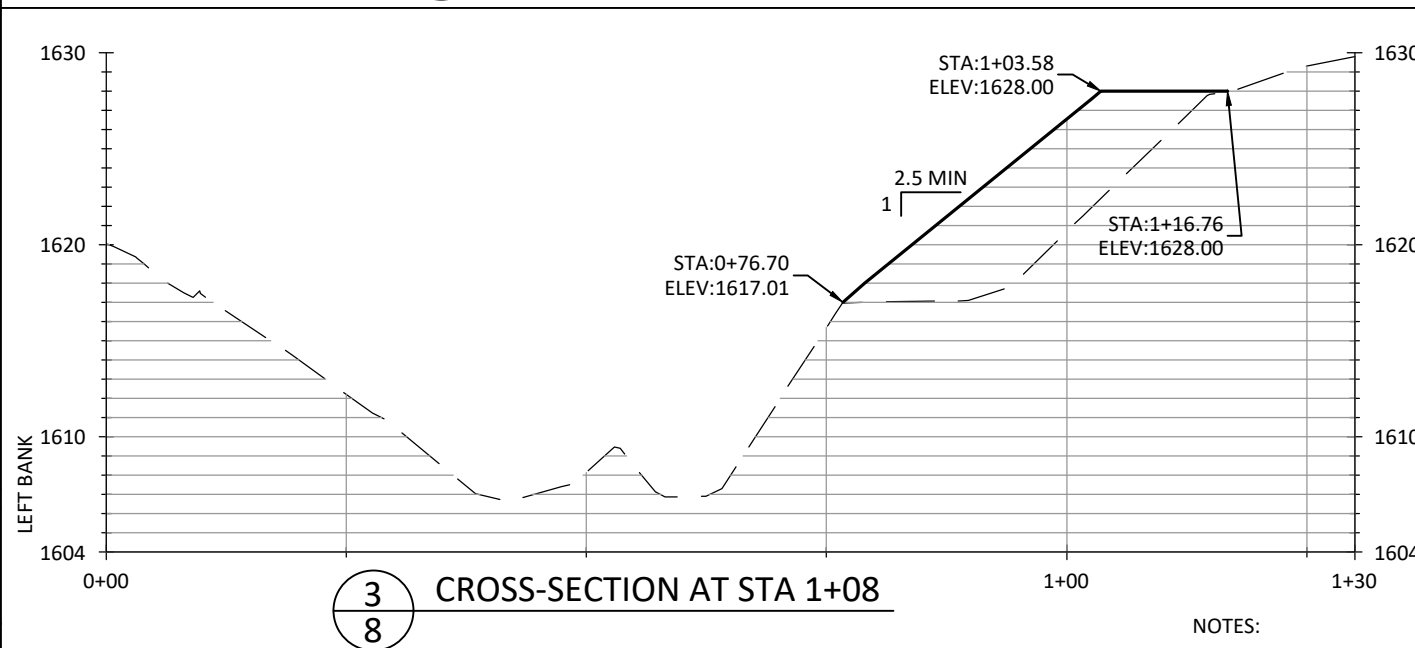 1630
1630
STA:1+03.58
ELEV:1628.00
2.5 MIN
1
STA:1+16.76
ELEV:1628.00
1620
1620
STA:0+76.70
ELEV:1617.01
1610
1610
LEFT BANK
1604
1604
0+00
1+00
1+30
3
8
CROSS-SECTION AT STA 1+08
NOTES: